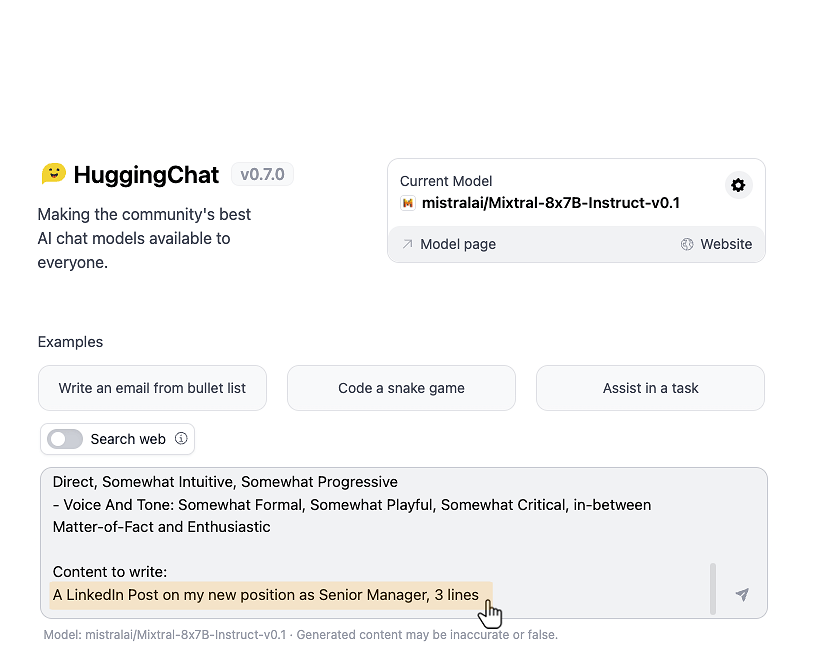 HuggingChat v0.7.0
Making the community's best
AI chat models available to
everyone.
Current Model
mistralai/Mixtral-8x7B-Instruct-v0.1
Model page
Website
Examples
Write an email from bullet list
Code a snake game
Assist in a task
Search web
Direct, Somewhat Intuitive, Somewhat Progressive
- Voice And Tone: Somewhat Formal, Somewhat Playful, Somewhat Critical, in-between
Matter-of-Fact and Enthusiastic
Content to write:
A LinkedIn Post on my new position as Senior Manager, 3 lines
Model: mistralai/Mixtral-8x7B-Instruct-v0.1 · Generated content may be inaccurate or false.